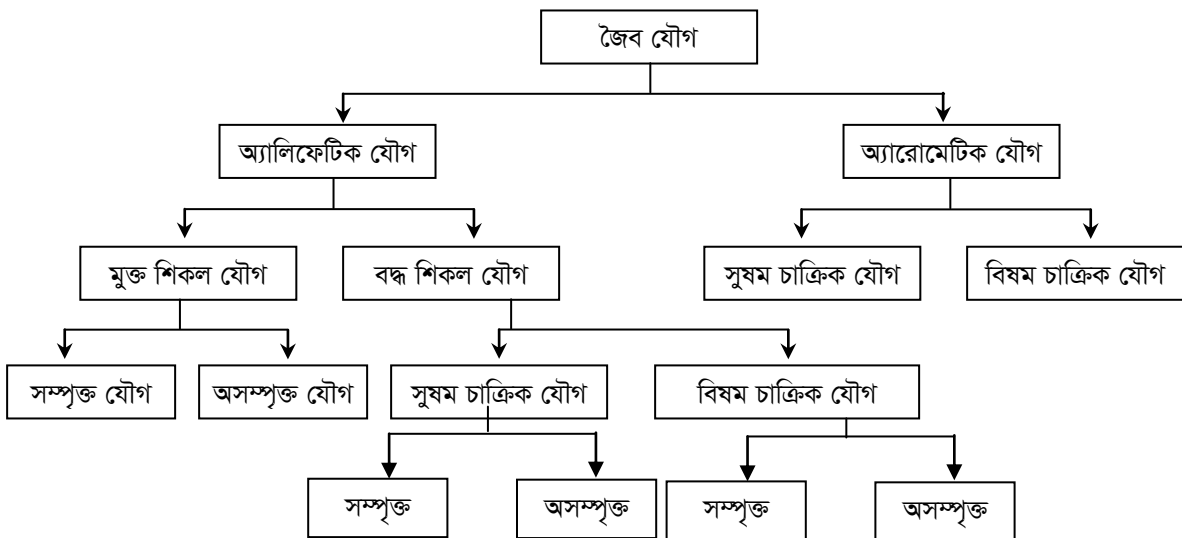 জৈব যৌগ
অ্যালিফেটিক যৌগ
অ্যারোমেটিক যৌগ
মুক্ত শিকল যৌগ
বদ্ধ শিকল যৌগ
সুষম চাক্রিক যৌগ
বিষম চাক্রিক যৌগ
সম্পৃক্ত যৌগ
অসম্পৃক্ত যৌগ
সুষম চাক্রিক যৌগ
বিষম চাক্রিক যৌগ
সম্পৃক্ত
অসম্পৃক্ত
সম্পৃক্ত
অসম্পৃক্ত